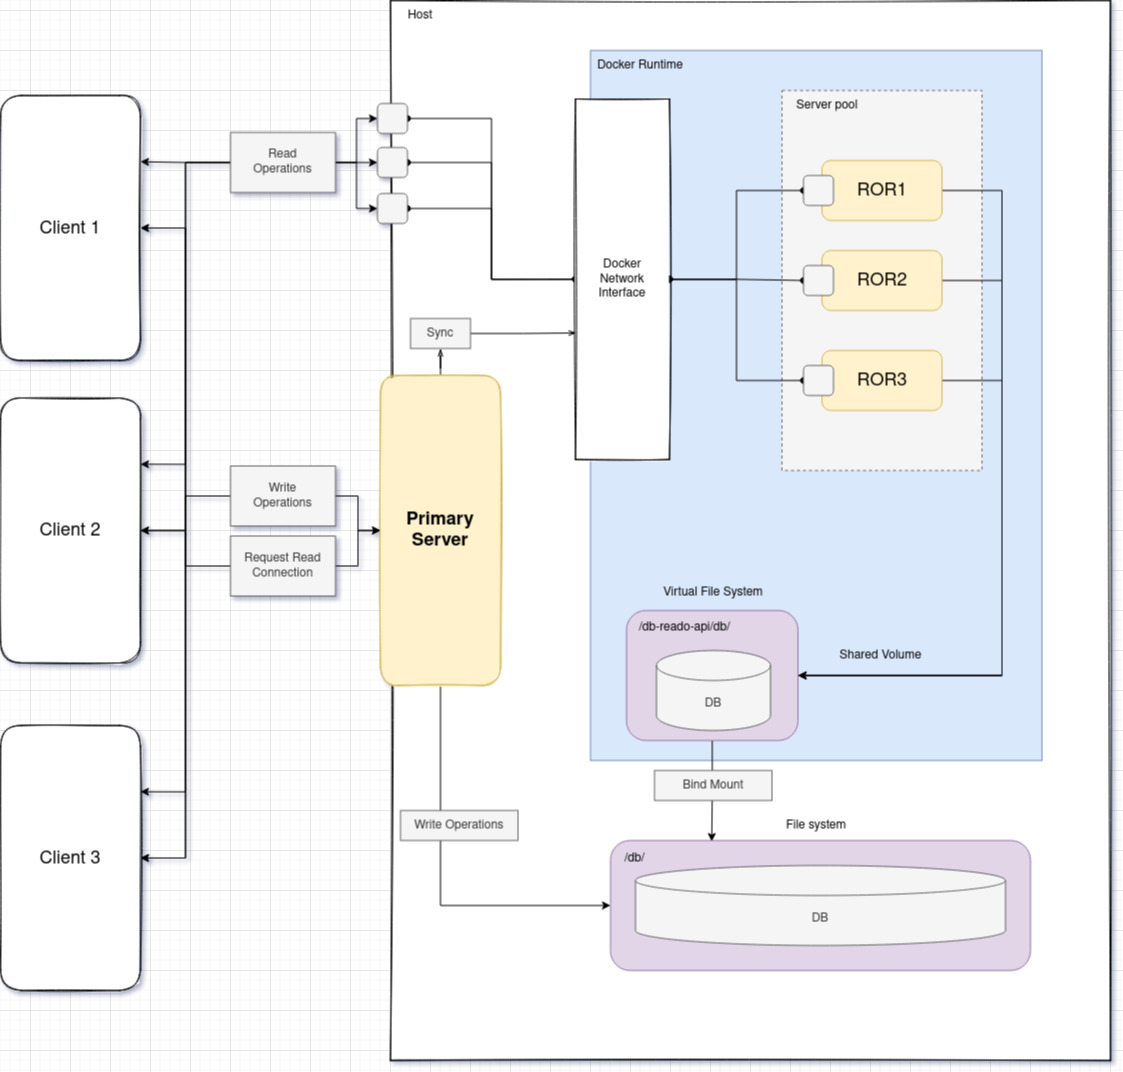 Host
Docker Runtime
Server pool
Read
Operations
ROR1
Client 1
Docker
Network
Interface
ROR2
Sync
ROR3
Write
Operations
Client 2
Primary
Server
Request Read
Connection
Virtual File System
/db-reado-api/db/
Shared Volume
DB
Bind Mount
Write Operations
File system
/db/
Client 3
DB